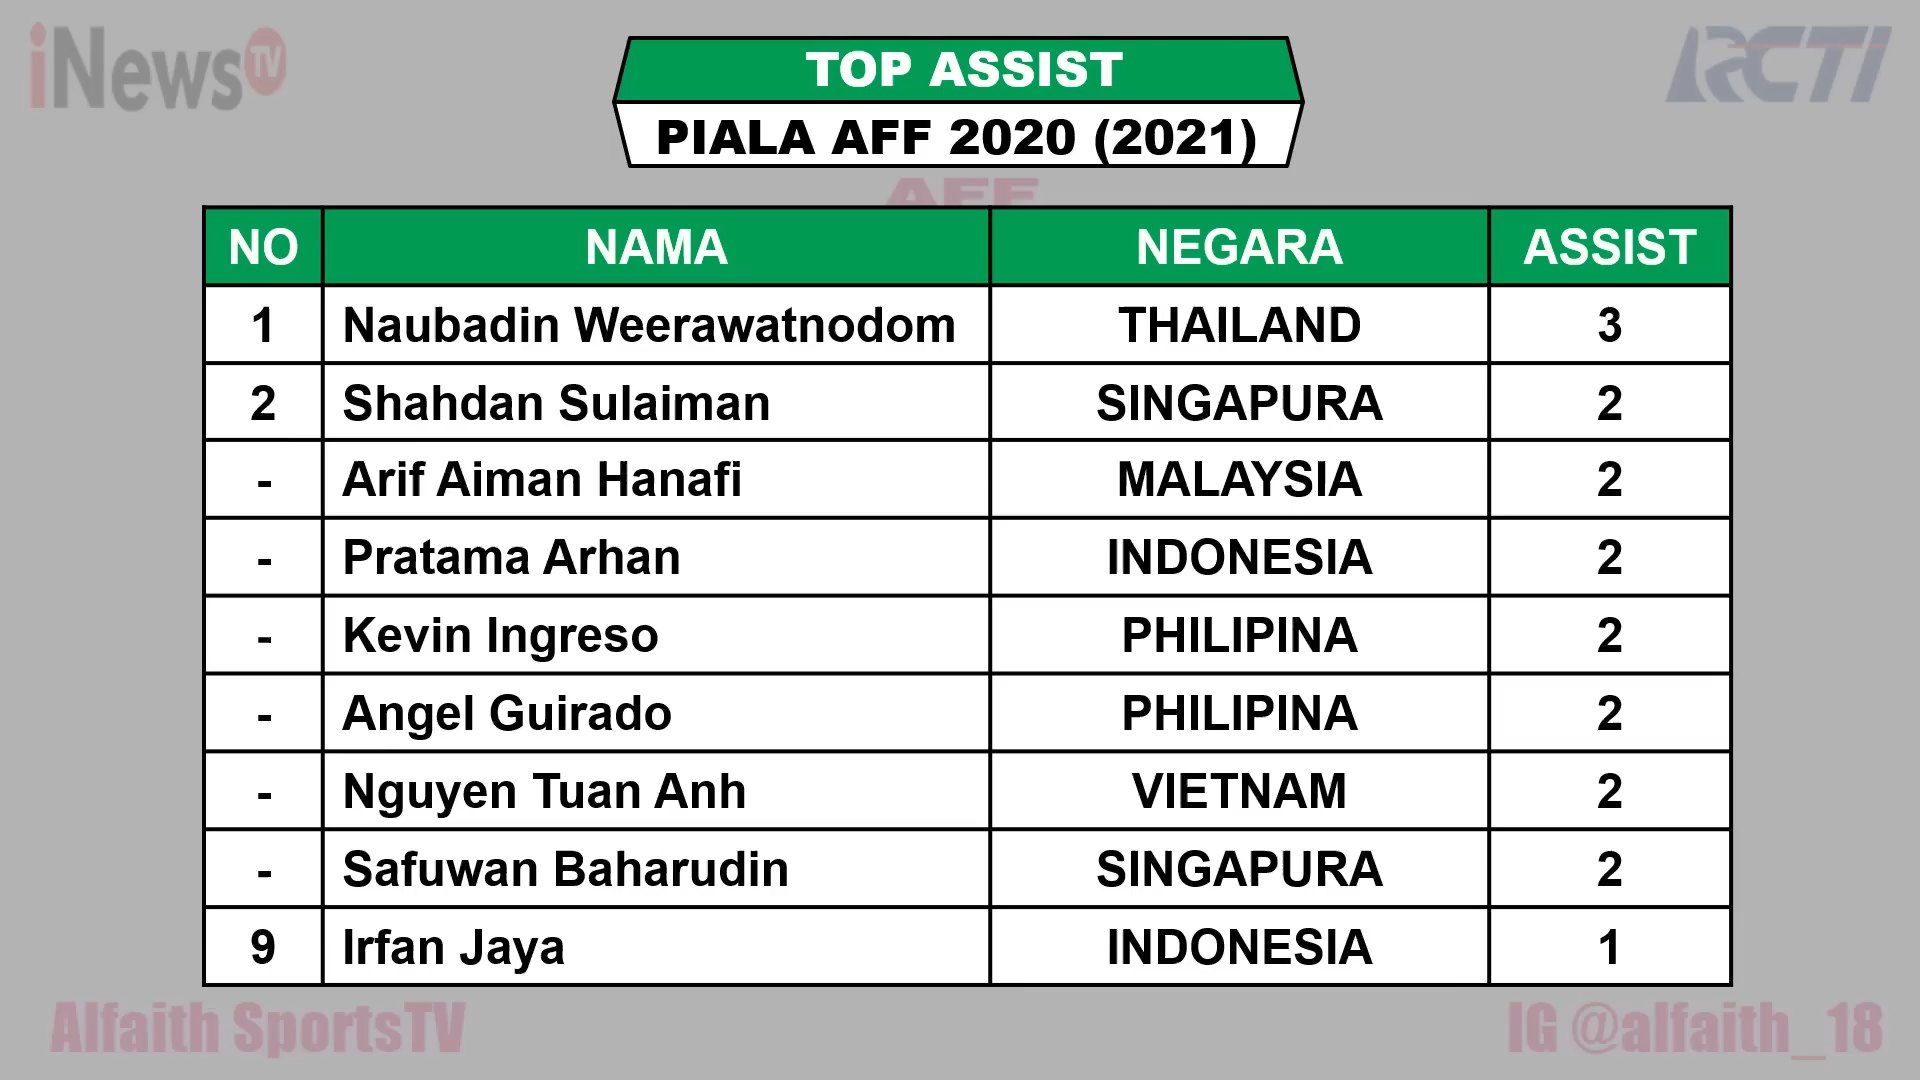 iNews TV
RCTI
TOP ASSIST
PIALA AFF 2020 (2021)
AFF
NO NAMA NEGARA ASSIST
1 Naubadin Weerawatnodom THAILAND 3
2 Shahdan Sulaiman SINGAPURA 2
- Arif Aiman Hanafi MALAYSIA 2
- Pratama Arhan INDONESIA 2
- Kevin Ingreso PHILIPINA 2
- Angel Guirado PHILIPINA 2
- Nguyen Tuan Anh VIETNAM 2
- Safuwan Baharudin SINGAPURA 2
9 Irfan Jaya INDONESIA 1
Alfaith SportsTV
IG @alfaith_18